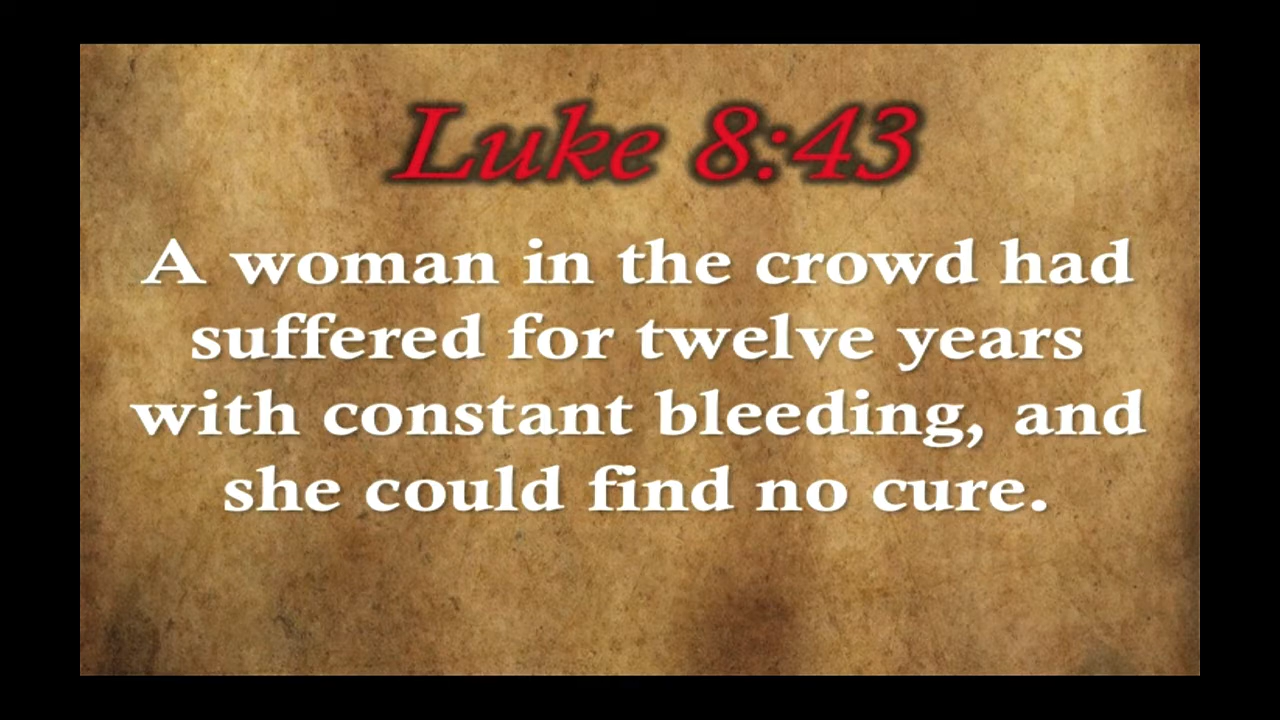 Luke 8:43
A woman in the crowd had
suffered for twelve years
with constant bleeding, and
she could find no cure.